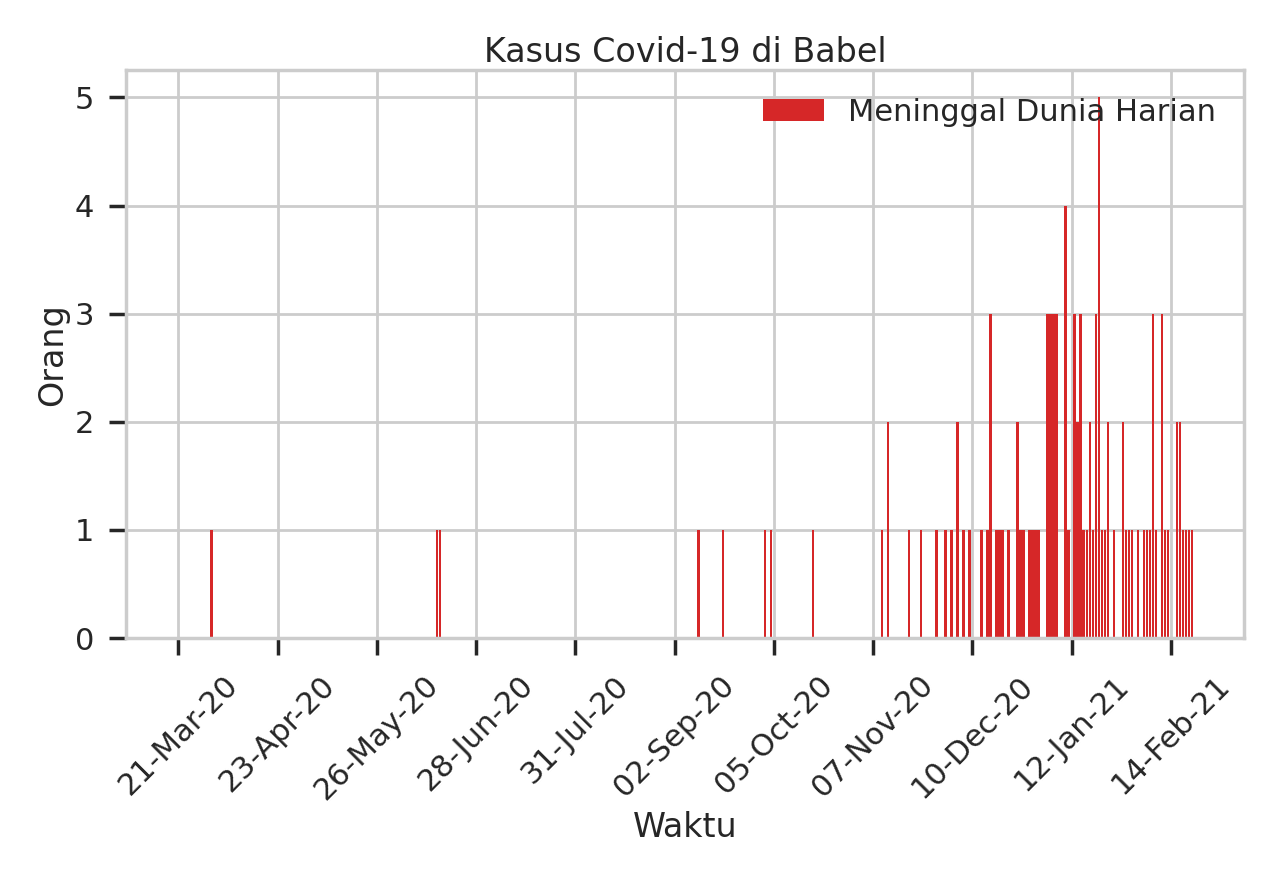 Kasus Covid-19 di Babel
Meninggal Dunia Harian
Orang
5
4
3
2
1
0
21-Mar-20
23-Apr-20
26-May-20
28-Jun-20
31-Jul-20
02-Sep-20
05-Oct-20
07-Nov-20
10-Dec-20
12-Jan-21
14-Feb-21
Waktu